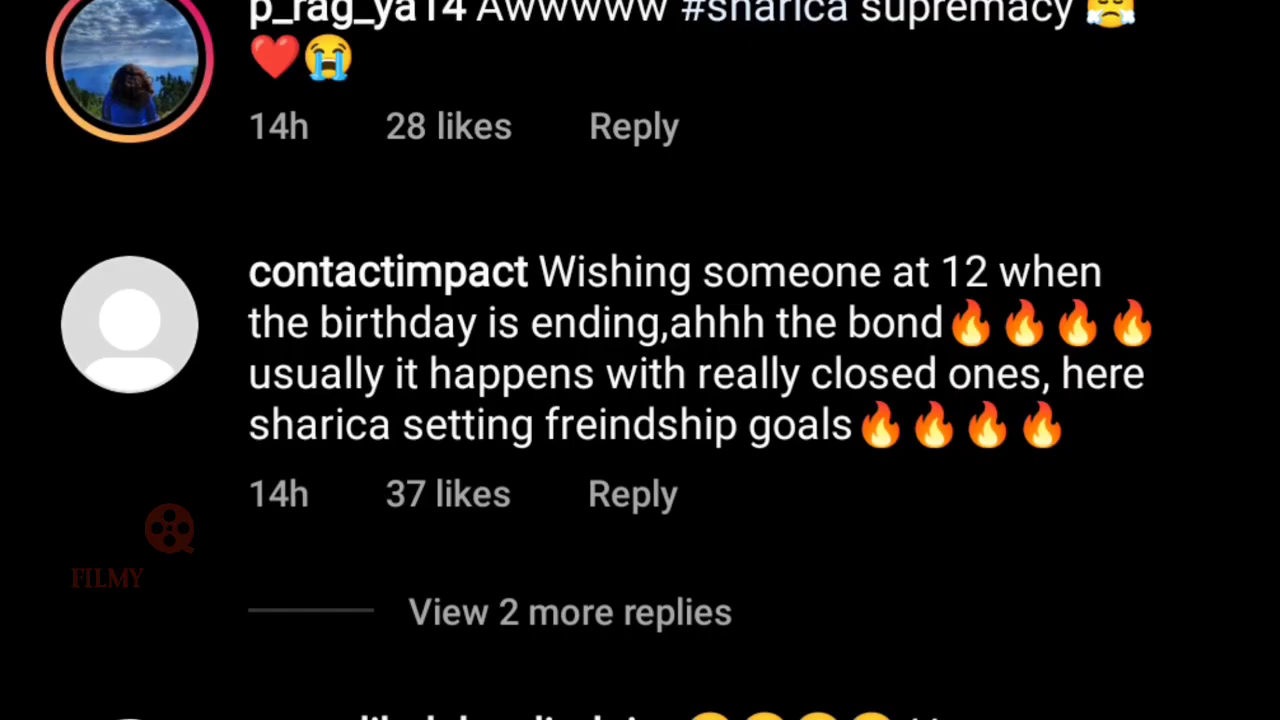 p_rag_ya14 Awwwww #sharica supremacy 😤
❤️😭
14h 28 likes Reply
contactimpact Wishing someone at 12 when
the birthday is ending,ahhh the bond🔥🔥🔥🔥
usually it happens with really closed ones, here
sharica setting freindship goals🔥🔥🔥🔥
14h 37 likes Reply
FILMY
View 2 more replies